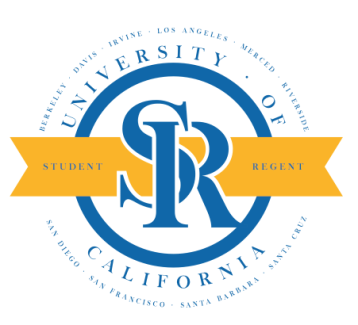 BERKELEY · DAVIS · IRVINE · LOS ANGELES · MERCED · RIVERSIDE
UNIVERSITY · OF
STUDENT
SR
REGENT
CALIFORNIA
SAN DIEGO · SAN FRANCISCO · SANTA BARBARA · SANTA CRUZ